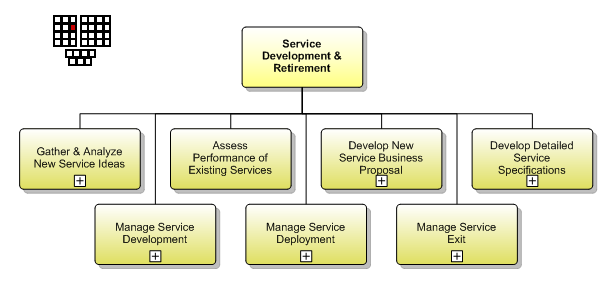 Service
Development &
Retirement
Gather & Analyze
New Service Ideas
Assess
Performance of
Existing Services
Develop New
Service Business
Proposal
Develop Detailed
Service
Specifications
Manage Service
Development
Manage Service
Deployment
Manage Service
Exit